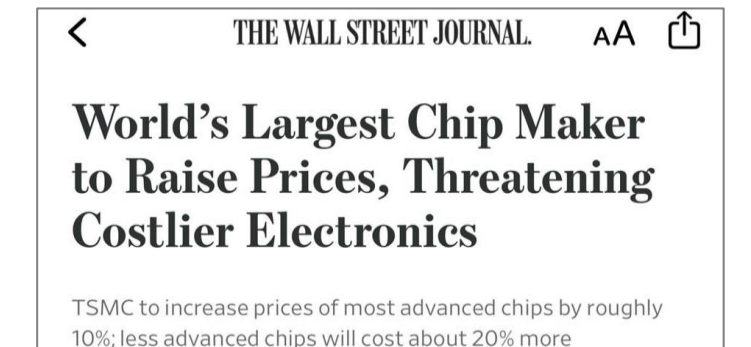 THE WALL STREET JOURNAL.
AA
World's Largest Chip Maker
to Raise Prices, Threatening
Costlier Electronics
TSMC to increase prices of most advanced chips by roughly
10%; less advanced chips will cost about 20% more